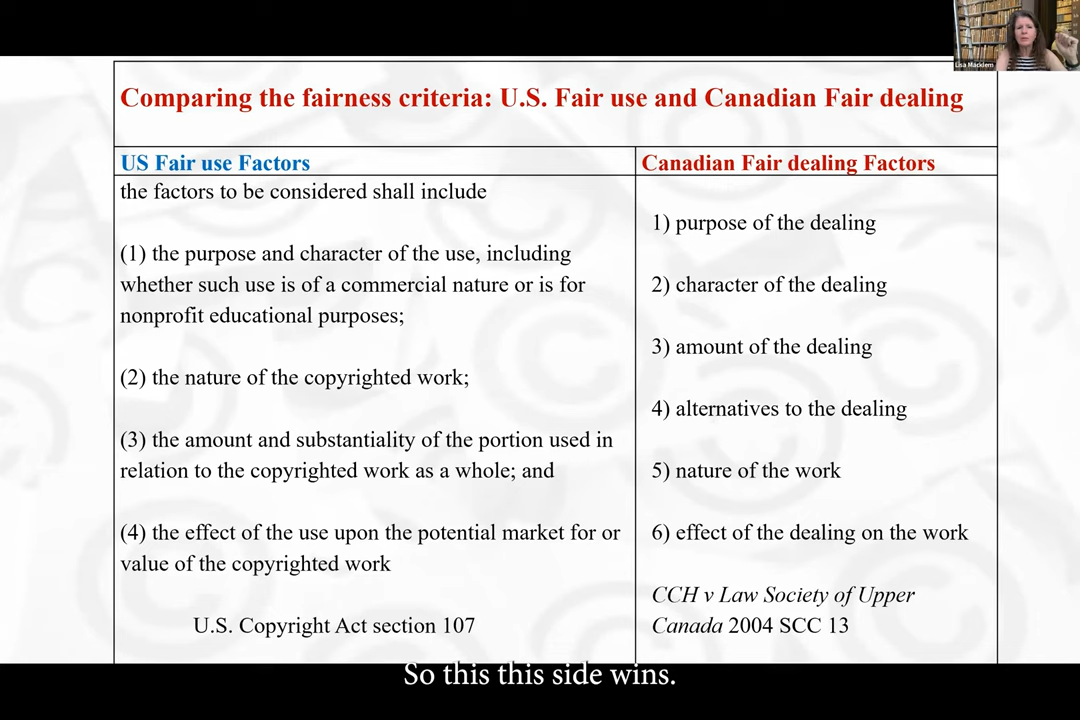 Lisa Macklem
Comparing the fairness criteria: U.S. Fair use and Canadian Fair dealing
US Fair use Factors
the factors to be considered shall include
(1) the purpose and character of the use, including
whether such use is of a commercial nature or is for
nonprofit educational purposes;
(2) the nature of the copyrighted work;
(3) the amount and substantiality of the portion used in
relation to the copyrighted work as a whole; and
(4) the effect of the use upon the potential market for or
value of the copyrighted work
U.S. Copyright Act section 107
Canadian Fair dealing Factors
1) purpose of the dealing
2) character of the dealing
3) amount of the dealing
4) alternatives to the dealing
5) nature of the work
6) effect of the dealing on the work
CCH v Law Society of Upper
Canada 2004 SCC 13
So this this side wins.